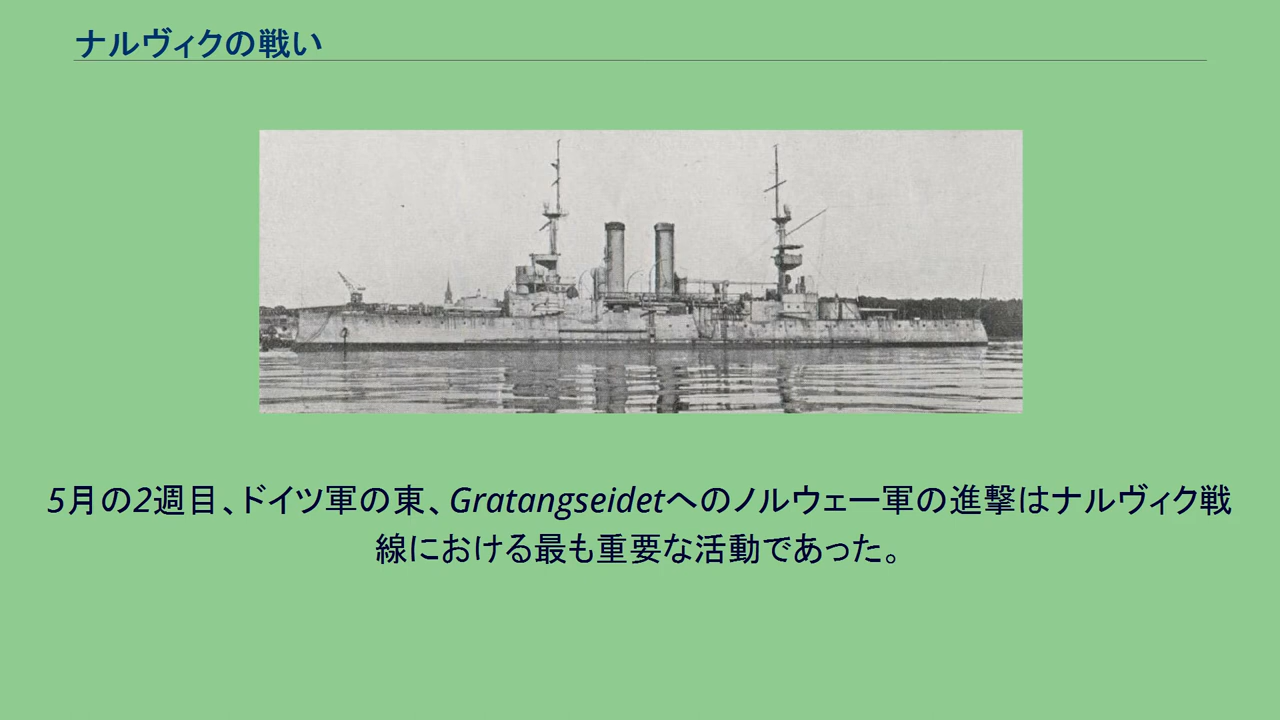 ナルヴィクの戦い
5月の2週目、ドイツ軍の東、Gratangseidetへのノルウェー軍の進撃はナルヴィク戦
線における最も重要な活動であった。